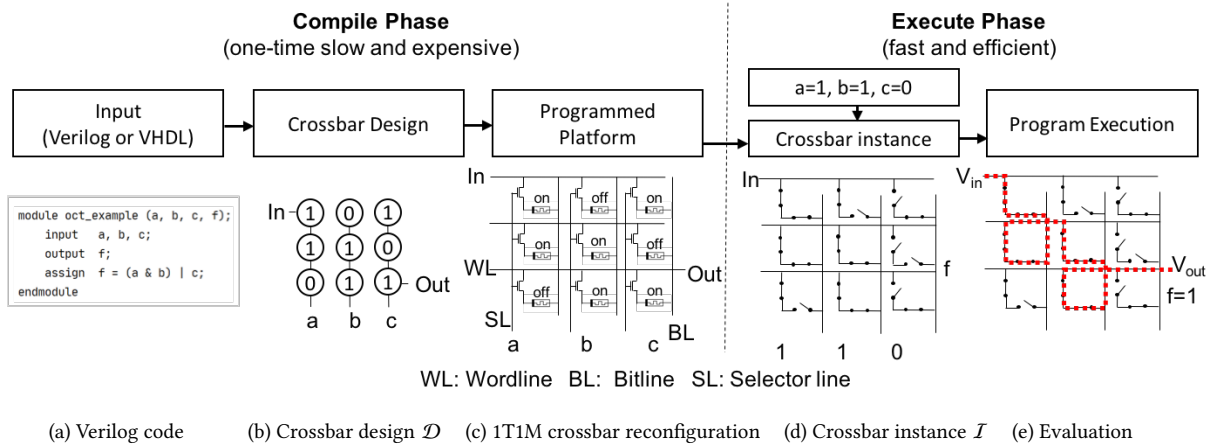 Compile Phase
(one-time slow and expensive)
Execute Phase
(fast and efficient)
Input
(Verilog or VHDL)
Crossbar Design
Programmed
Platform
a=1, b=1, c=0
Crossbar instance
Program Execution
module oct_example (a, b, c, f);
input a, b, c;
output f;
assign f = (a & b) | c;
endmodule
In 1 0 1
1 1 0
0 1 1 Out
a b c
In
on off on
on on off
WL Out
off on on
SL BL
a b c
In
f
1 1 0
Vin
Vout
f=1
WL: Wordline BL: Bitline SL: Selector line
(a) Verilog code
(b) Crossbar design 𝒟
(c) 1T1M crossbar reconfiguration
(d) Crossbar instance ℐ
(e) Evaluation